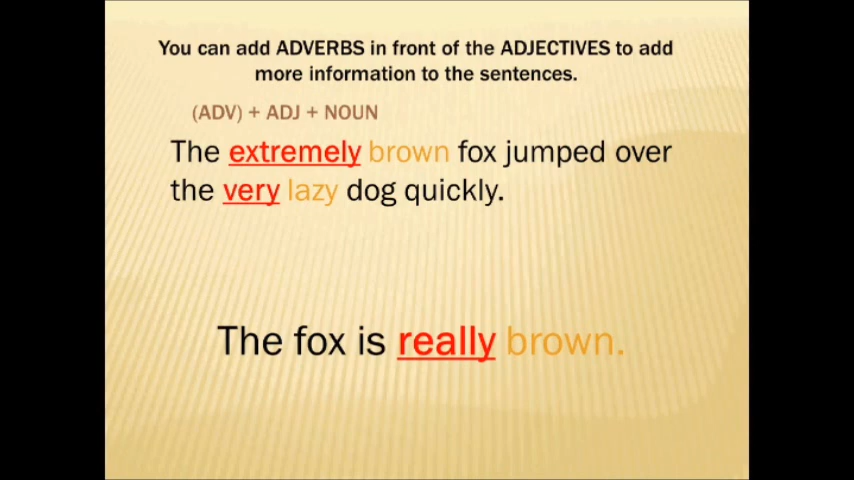 You can add ADVERBS in front of the ADJECTIVES to add
more information to the sentences.
(ADV) + ADJ + NOUN
The extremely brown fox jumped over
the very lazy dog quickly.
The fox is really brown.